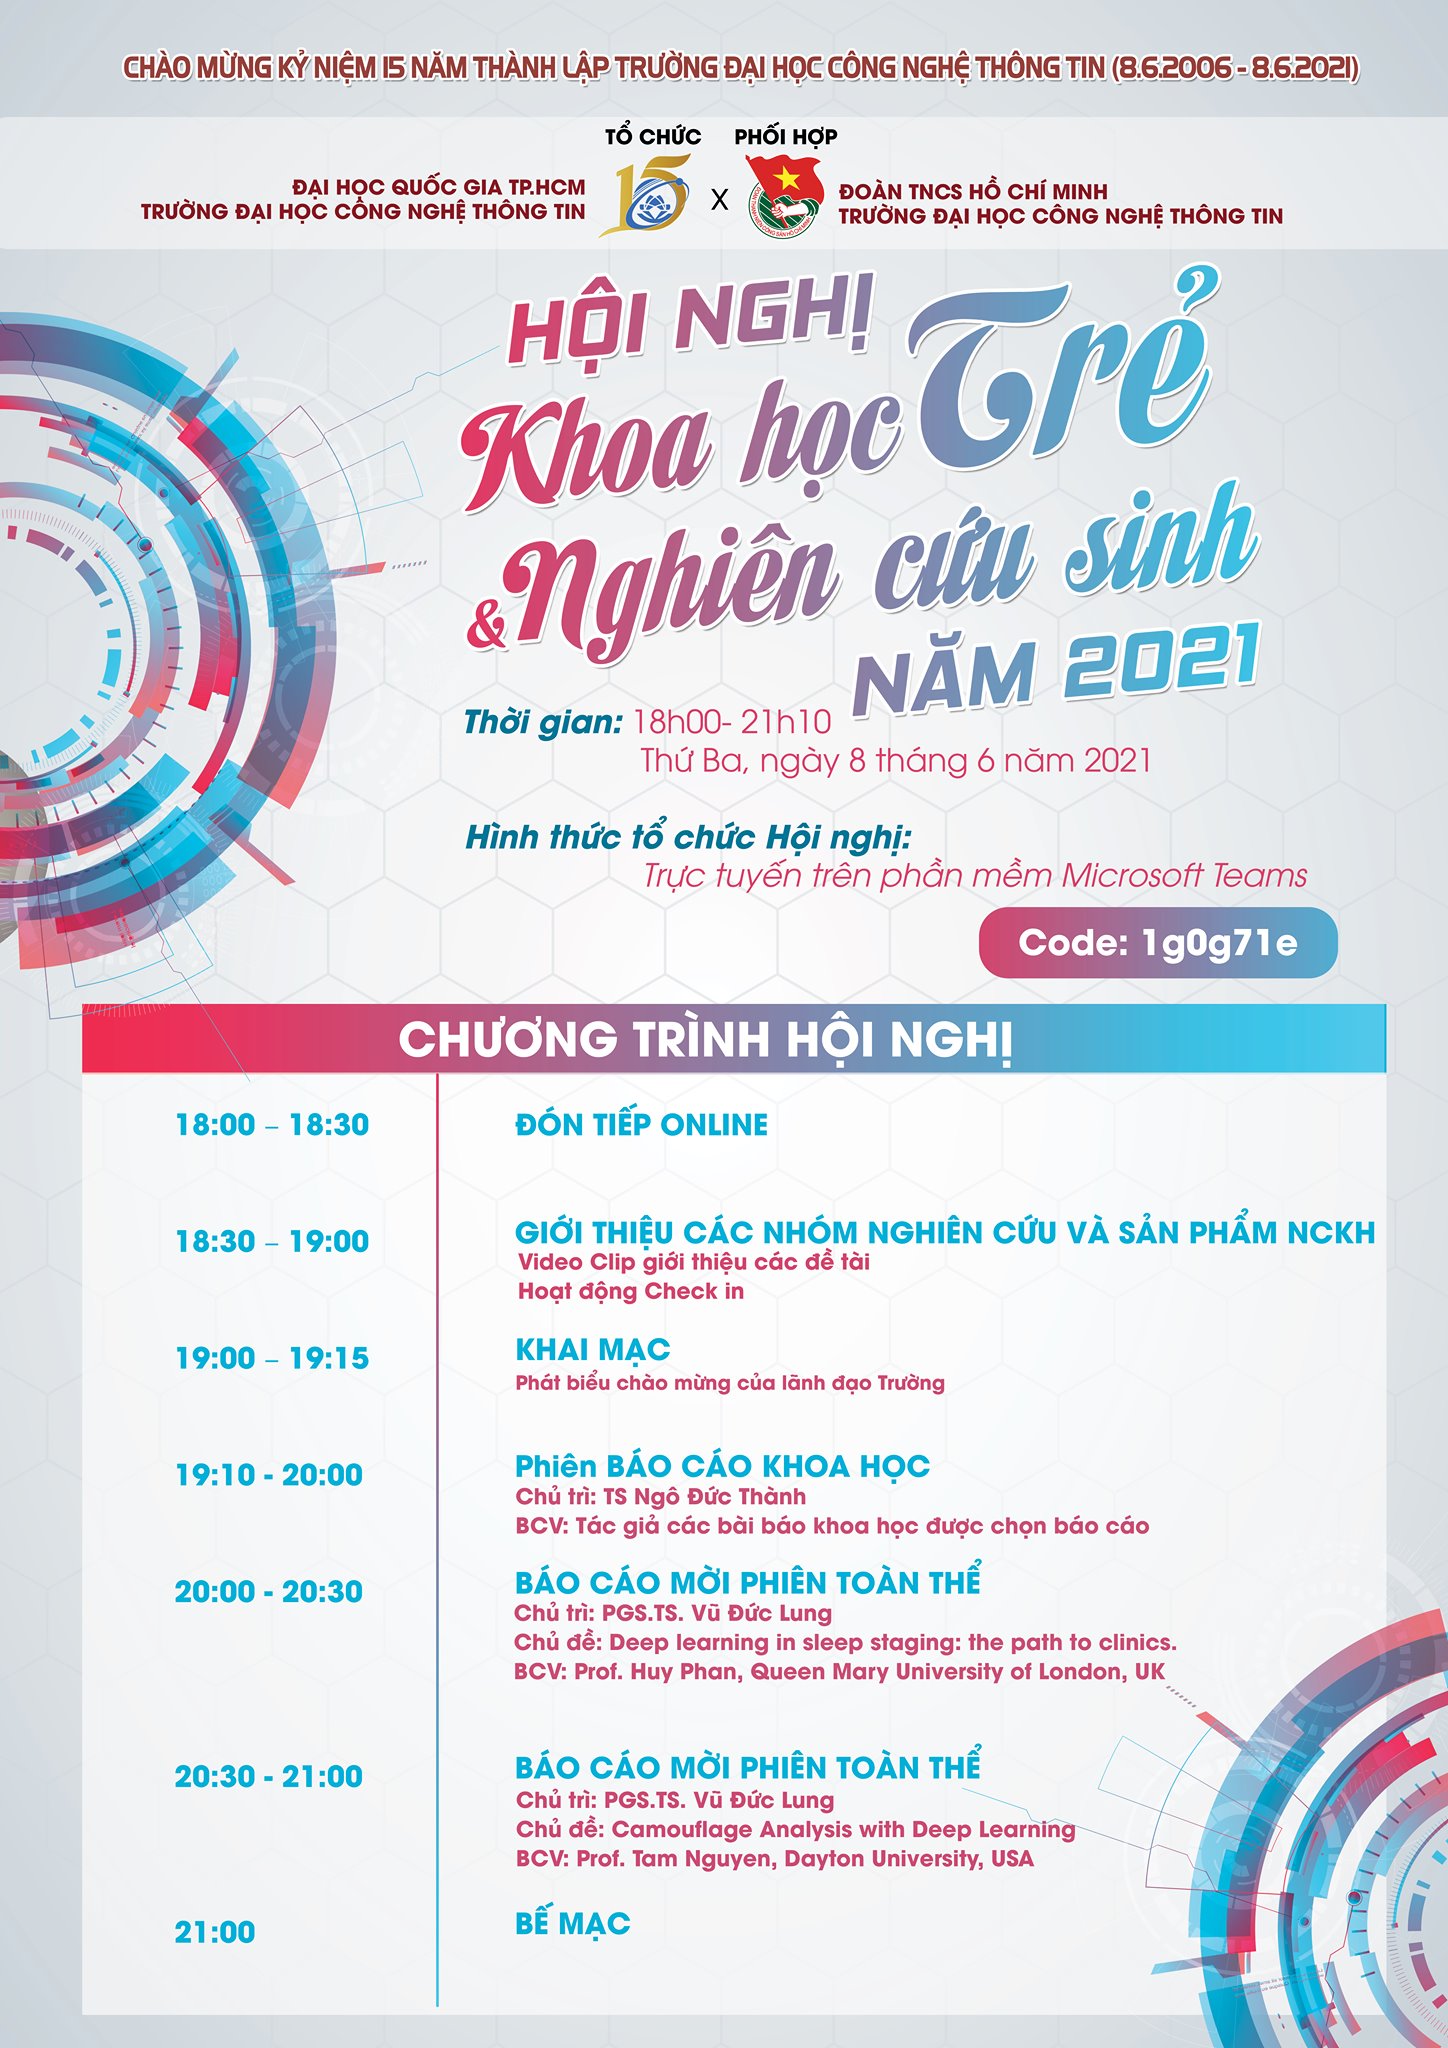 CHÀO MỪNG KỶ NIỆM 15 NĂM THÀNH LẬP TRƯỜNG ĐẠI HỌC CÔNG NGHỆ THÔNG TIN (8.6.2006 - 8.6.2021)
TỔ CHỨC
PHỐI HỢP
ĐẠI HỌC QUỐC GIA TP.HCM
TRƯỜNG ĐẠI HỌC CÔNG NGHỆ THÔNG TIN
15
X
ĐOÀN TNCS HỒ CHÍ MINH
TRƯỜNG ĐẠI HỌC CÔNG NGHỆ THÔNG TIN
HỘI NGHỊ
Khoa học Trẻ
& Nghiên cứu sinh
NĂM 2021
Thời gian: 18h00- 21h10
Thứ Ba, ngày 8 tháng 6 năm 2021
Hình thức tổ chức Hội nghị:
Trực tuyến trên phần mềm Microsoft Teams
Code: 1g0g71e
CHƯƠNG TRÌNH HỘI NGHỊ
18:00 – 18:30
ĐÓN TIẾP ONLINE
18:30 – 19:00
GIỚI THIỆU CÁC NHÓM NGHIÊN CỨU VÀ SẢN PHẨM NCKH
Video Clip giới thiệu các đề tài
Hoạt động Check in
19:00 – 19:15
KHAI MẠC
Phát biểu chào mừng của lãnh đạo Trường
19:10 - 20:00
Phiên BÁO CÁO KHOA HỌC
Chủ trì: TS Ngô Đức Thành
BCV: Tác giả các bài báo khoa học được chọn báo cáo
20:00 - 20:30
BÁO CÁO MỜI PHIÊN TOÀN THỂ
Chủ trì: PGS.TS. Vũ Đức Lung
Chủ đề: Deep learning in sleep staging: the path to clinics.
BCV: Prof. Huy Phan, Queen Mary University of London, UK
20:30 - 21:00
BÁO CÁO MỜI PHIÊN TOÀN THỂ
Chủ trì: PGS.TS. Vũ Đức Lung
Chủ đề: Camouflage Analysis with Deep Learning
BCV: Prof. Tam Nguyen, Dayton University, USA
21:00
BẾ MẠC